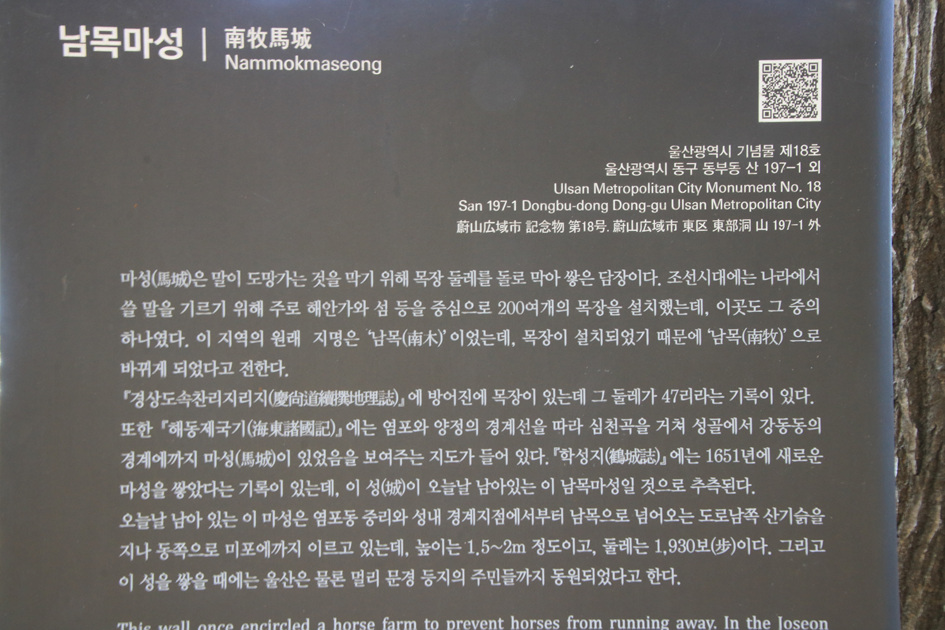 남목마성 | 南牧馬城
Nammokmaseong
울산광역시 기념물 제18호
울산광역시 동구 동부동 산 197-1 외
Ulsan Metropolitan City Monument No. 18
San 197-1 Dongbu-dong Dong-gu Ulsan Metropolitan City
蔚山広域市 記念物 第18号. 蔚山広域市 東区 東部洞 山 197-1 外
마성(馬城)은 말이 도망가는 것을 막기 위해 목장 둘레를 돌로 막아 쌓은 담장이다. 조선시대에는 나라에서
쓸 말을 기르기 위해 주로 해안가와 섬 등을 중심으로 200여개의 목장을 설치했는데, 이곳도 그 중의
하나였다. 이 지역의 원래 지명은 ‘남목(南木)’이었는데, 목장이 설치되었기 때문에 ‘남목(南牧)’으로
바뀌게 되었다고 전한다.
『경상도속찬리지리지(慶尙道續撰地理誌)』에 방어진에 목장이 있는데 그 둘레가 47리라는 기록이 있다.
또한 『해동제국기(海東諸國記)』에는 염포와 양정의 경계선을 따라 심천곡을 거쳐 성골에서 강동동의
경계에까지 마성(馬城)이 있었음을 보여주는 지도가 들어 있다. 『학성지(鶴城誌)』에는 1651년에 새로운
마성을 쌓았다는 기록이 있는데, 이 성(城)이 오늘날 남아있는 이 남목마성일 것으로 추측된다.
오늘날 남아 있는 이 마성은 염포동 중리와 성내 경계지점에서부터 남목으로 넘어오는 도로남쪽 산기슭을
지나 동쪽으로 미포에까지 이르고 있는데, 높이는 1.5~2m 정도이고, 둘레는 1,930보(步)이다. 그리고
이 성을 쌓을 때에는 울산은 물론 멀리 문경 등지의 주민들까지 동원되었다고 한다.
This wall once encircled a horse farm to prevent horses from running away. In the Joseon